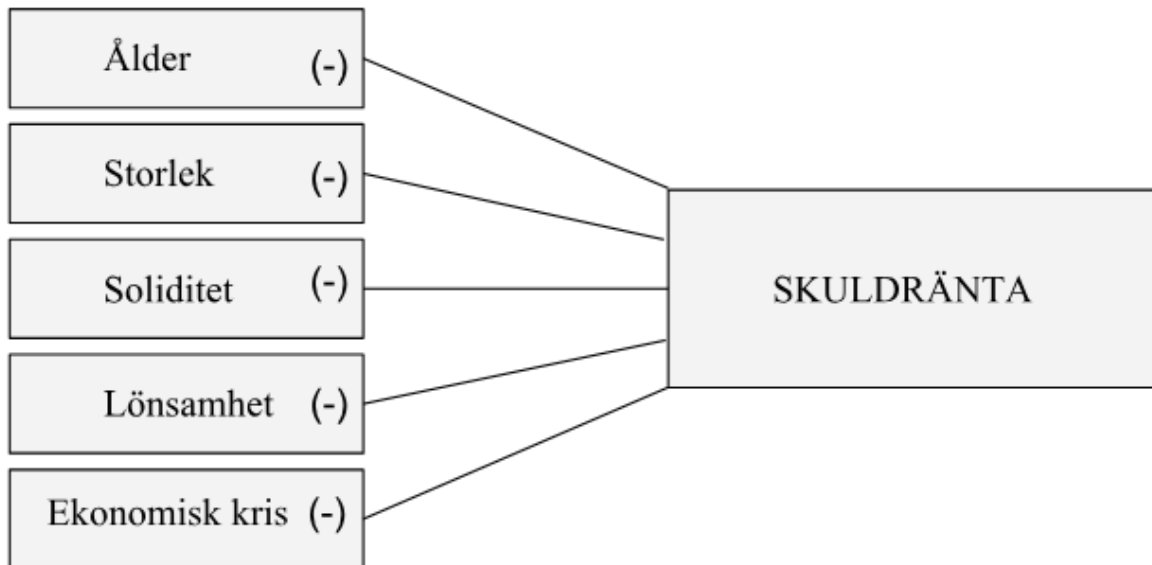 Ålder (-)
Storlek (-)
Soliditet (-)
Lönsamhet (-)
Ekonomisk kris (-)
SKULDRÄNTA